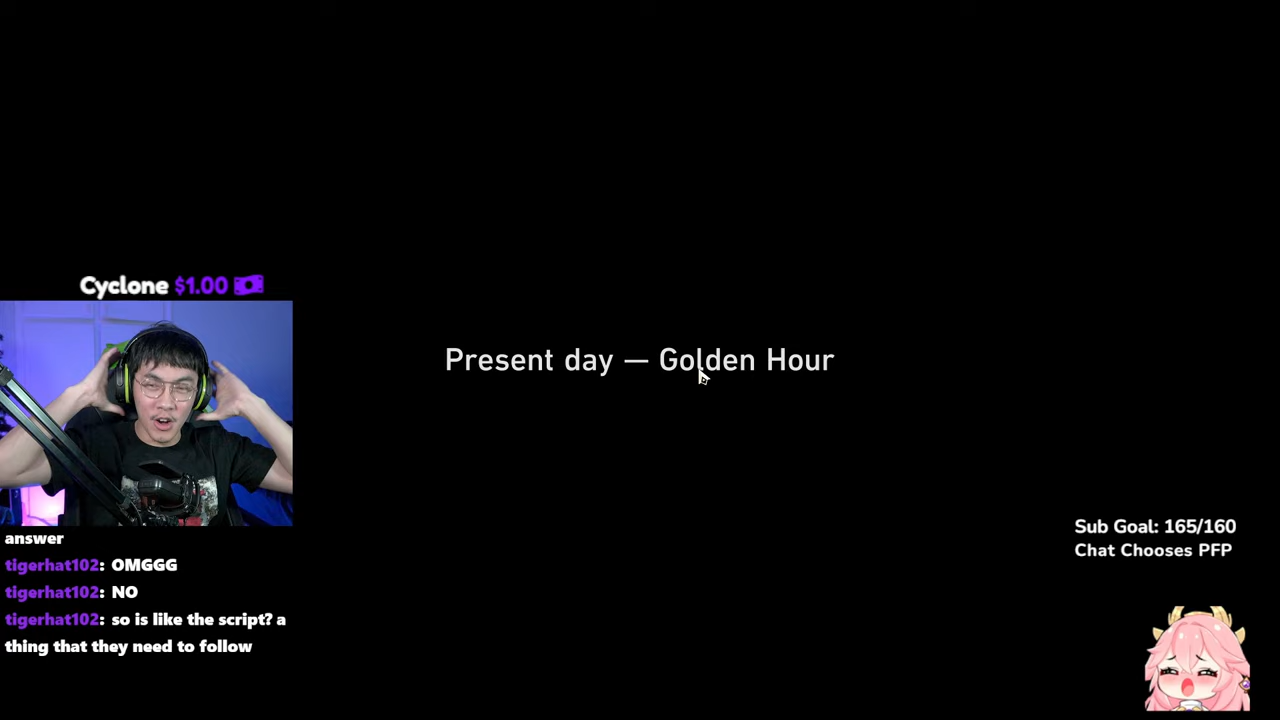 Cyclone $1.00
Present day — Golden Hour
Sub Goal: 165/160
Chat Chooses PFP
answer
tigerhat102: OMGGG
tigerhat102: NO
tigerhat102: so is like the script? a
thing that they need to follow